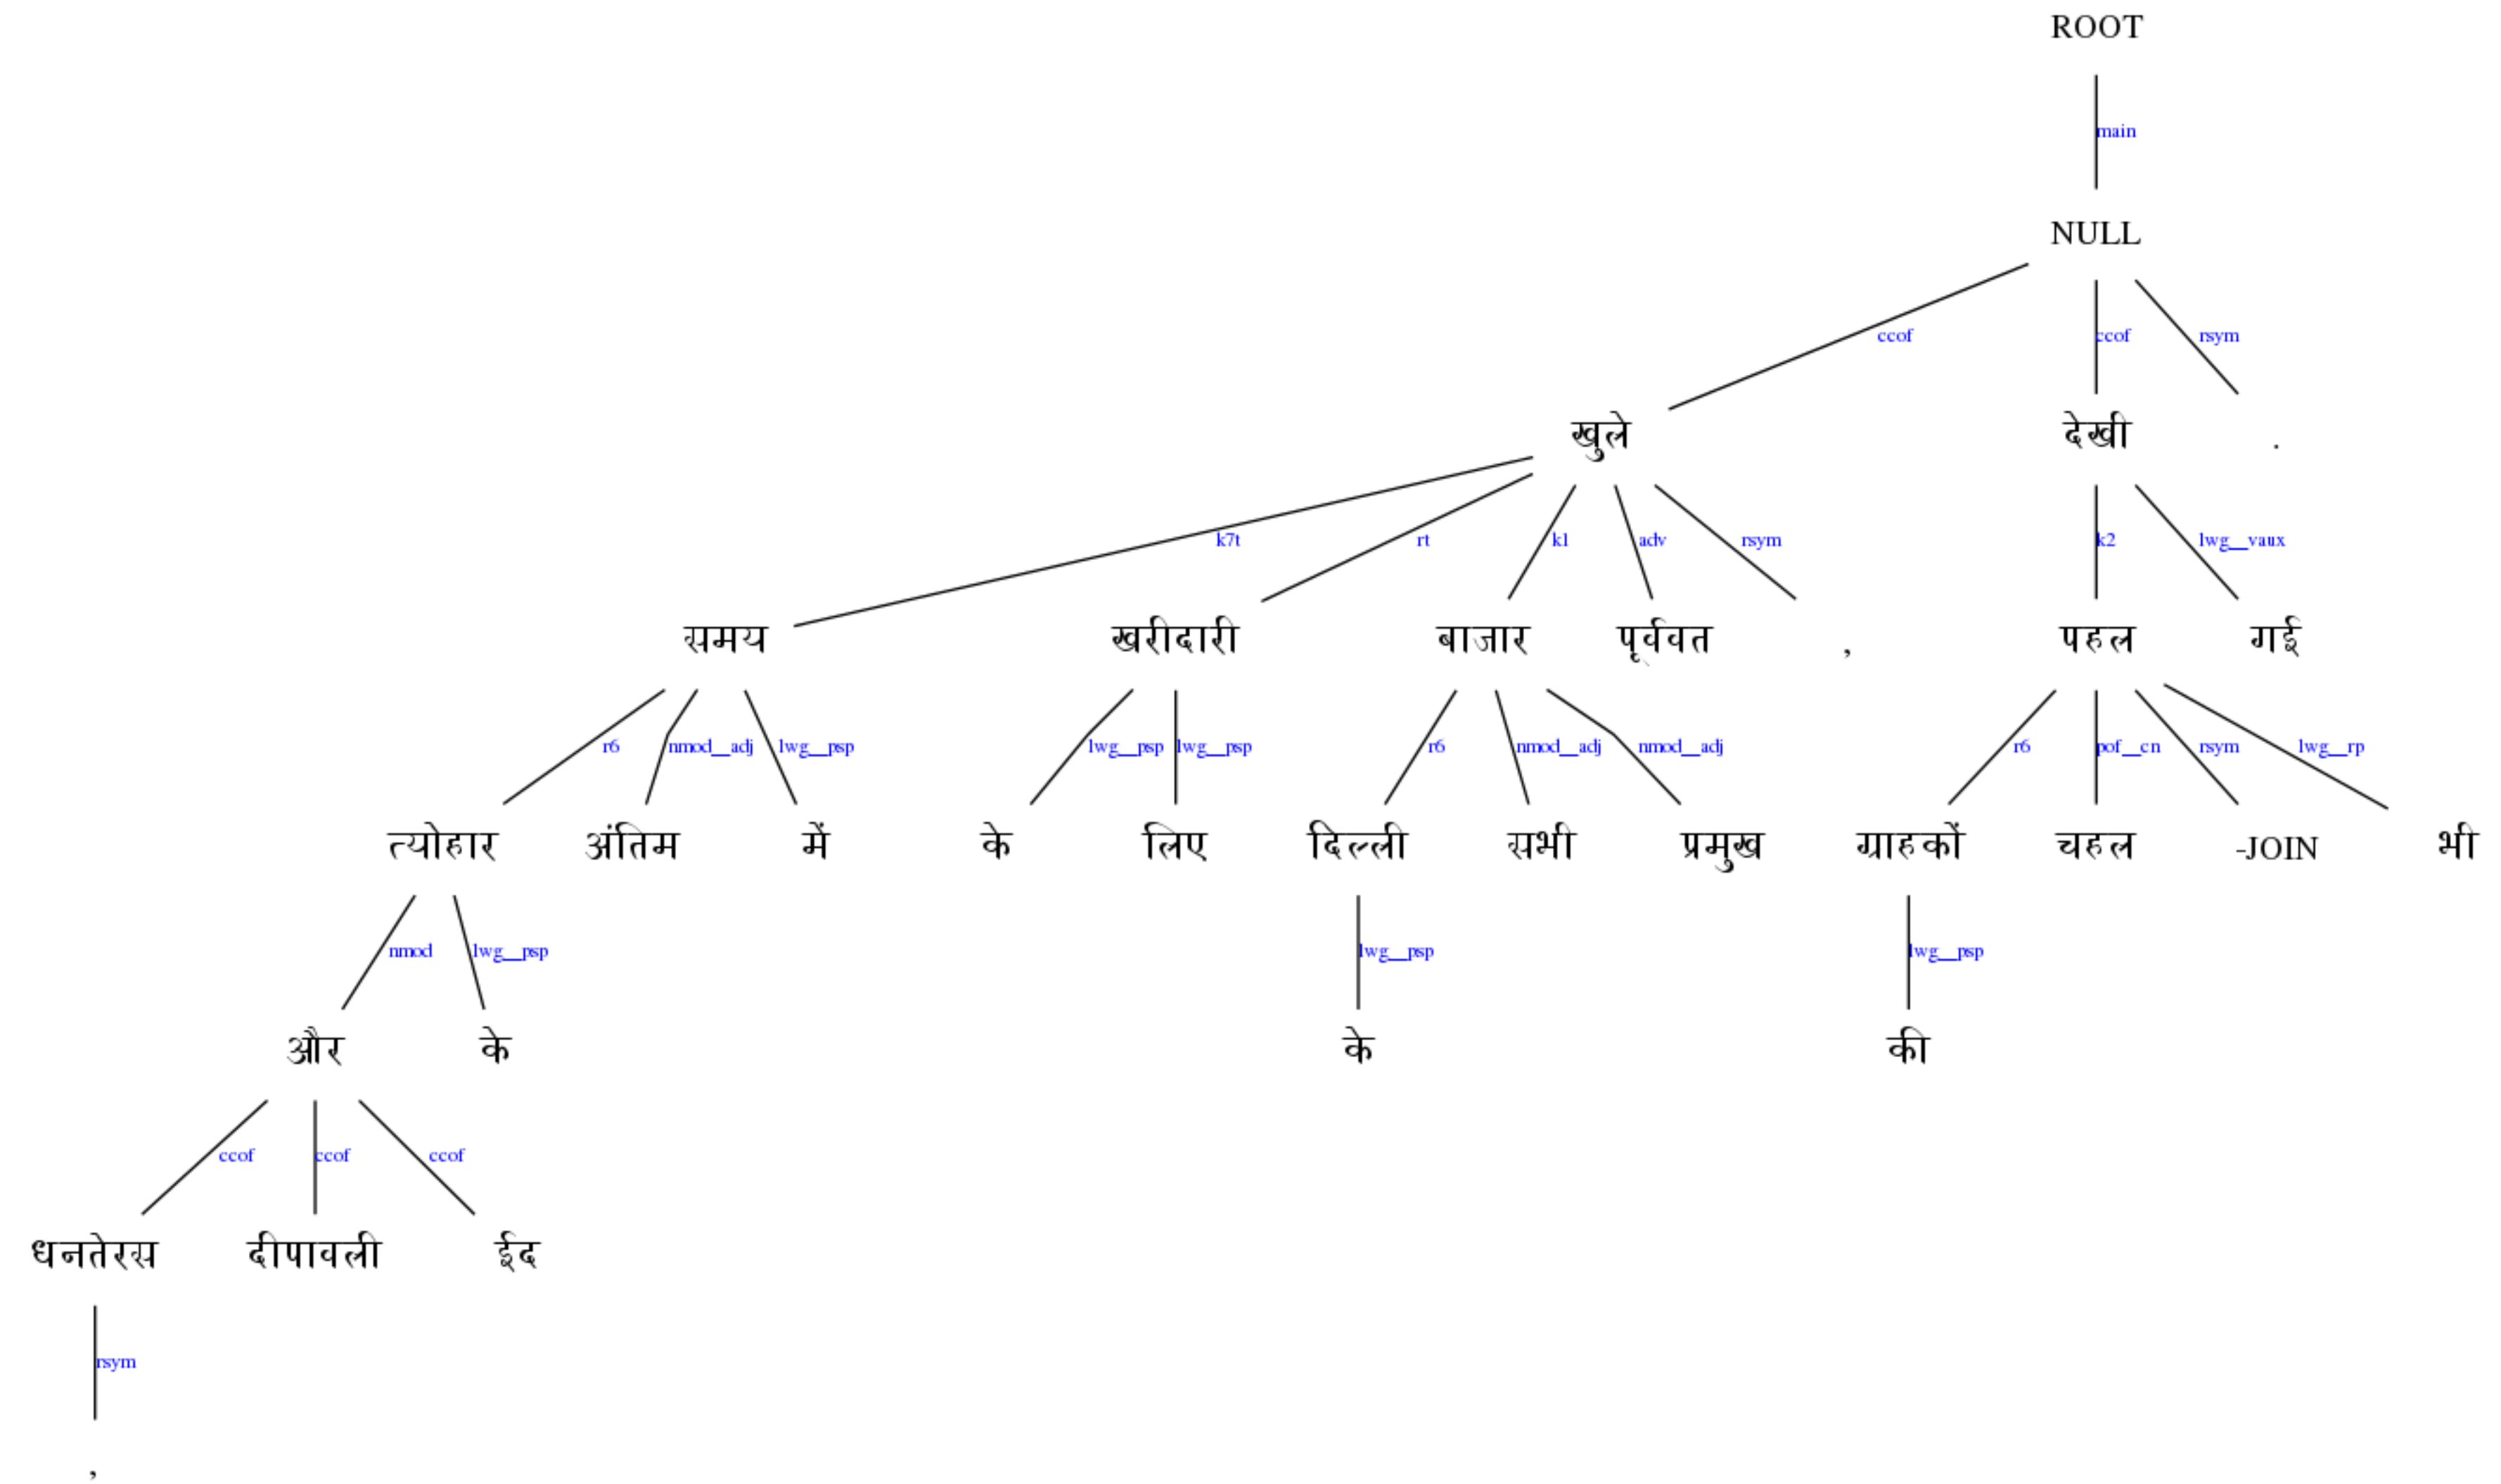 ROOT
main
NULL
ccof ccof rsym
खुले देखी .
k7t rt k1 adv rsym k2 lwg__vaux
समय खरीदारी बाजार पूर्ववत , पहल गई
r6 nmod__adj lwg__psp lwg__psp lwg__psp r6 nmod__adj nmod__adj r6 pof__cn rsym lwg__rp
त्योहार अंतिम में के लिए दिल्ली सभी प्रमुख ग्राहकों चहल -JOIN भी
nmod lwg__psp lwg__psp lwg__psp
और के के की
ccof ccof ccof
धनतेरस दीपावली ईद
rsym
,